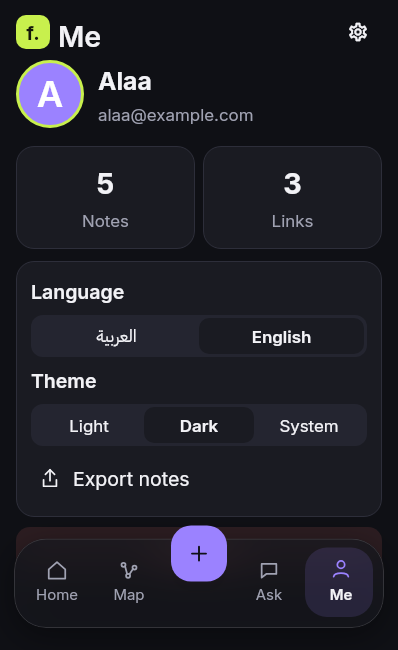 f. Me
A
Alaa
alaa@example.com
5
Notes
3
Links
Language
العربية English
Theme
Light Dark System
Export notes
Home Map + Ask Me